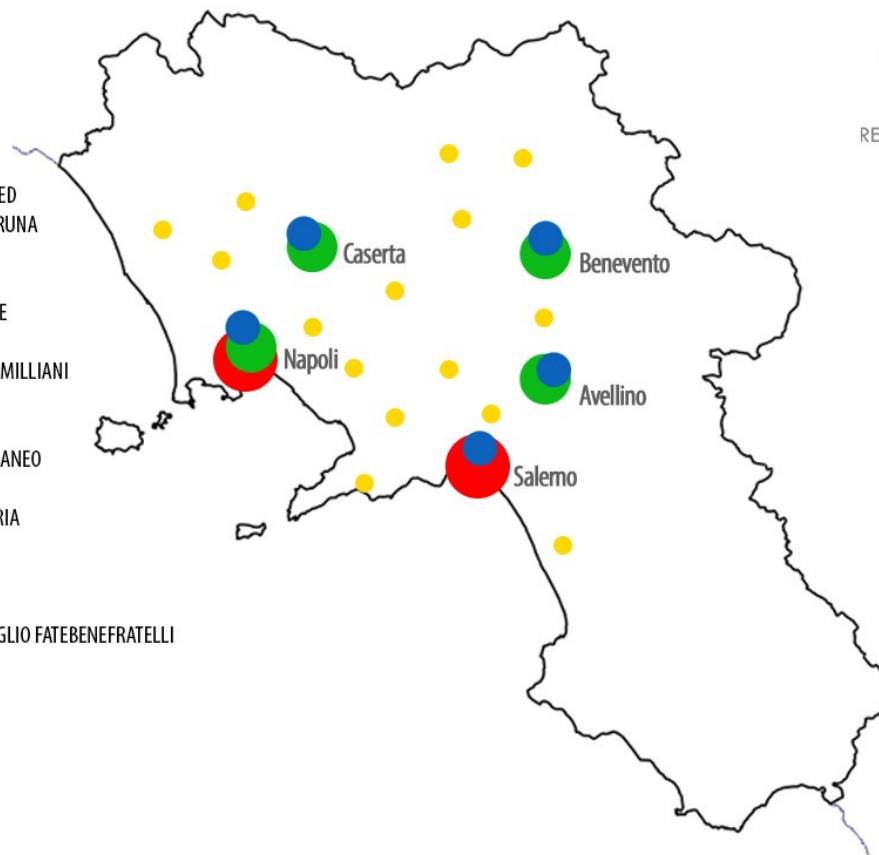 RE
ED
RUNA
E
MILLIANI
ANEO
RIA
GLIO FATEBENEFRATELLI
Caserta
Benevento
Napoli
Avellino
Salerno